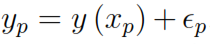 y_p = y (x_p) + ϵ_p